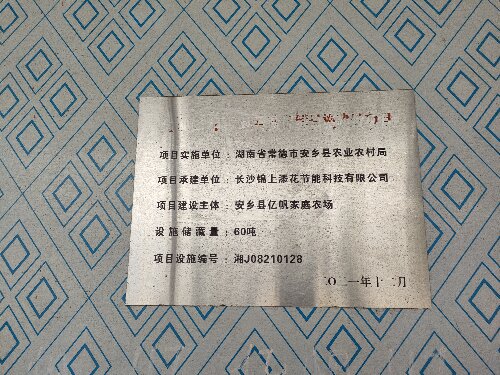 项目实施单位：湖南省常德市安乡县农业农村局
项目承建单位：长沙锦上添花节能科技有限公司
项目建设主体：安乡县亿帆家庭农场
设施储藏量：60吨
项目设施编号：湘J08210128
二〇二一年十二月